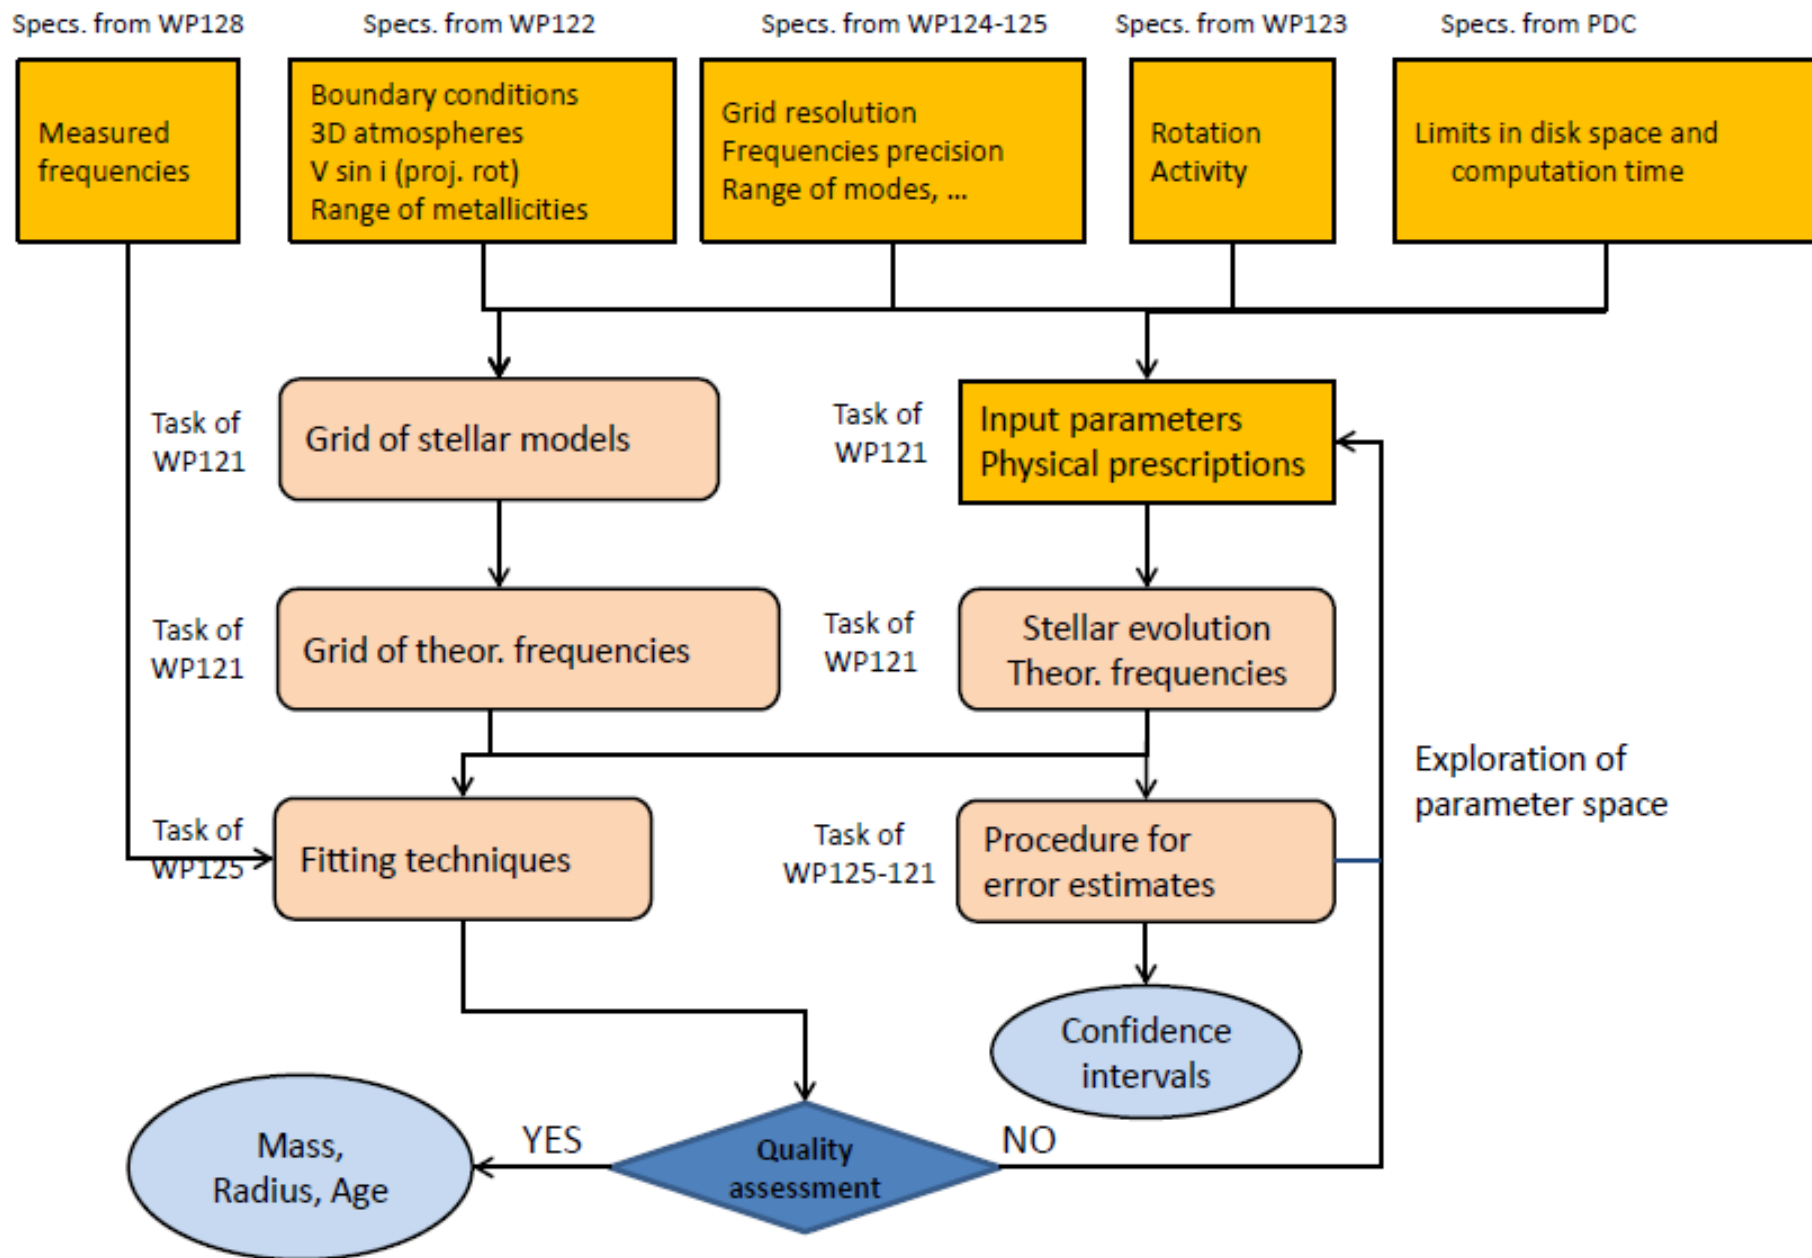 Specs. from WP128
Specs. from WP122
Specs. from WP124-125
Specs. from WP123
Specs. from PDC
Measured
frequencies
Boundary conditions
3D atmospheres
V sin i (proj. rot)
Range of metallicities
Grid resolution
Frequencies precision
Range of modes, ...
Rotation
Activity
Limits in disk space and
computation time
Task of
WP121
Grid of stellar models
Task of
WP121
Input parameters
Physical prescriptions
Task of
WP121
Grid of theor. frequencies
Task of
WP121
Stellar evolution
Theor. frequencies
Exploration of
parameter space
Task of
WP125
Fitting techniques
Task of
WP125-121
Procedure for
error estimates
Confidence
intervals
Mass,
Radius, Age
YES
Quality
assessment
NO